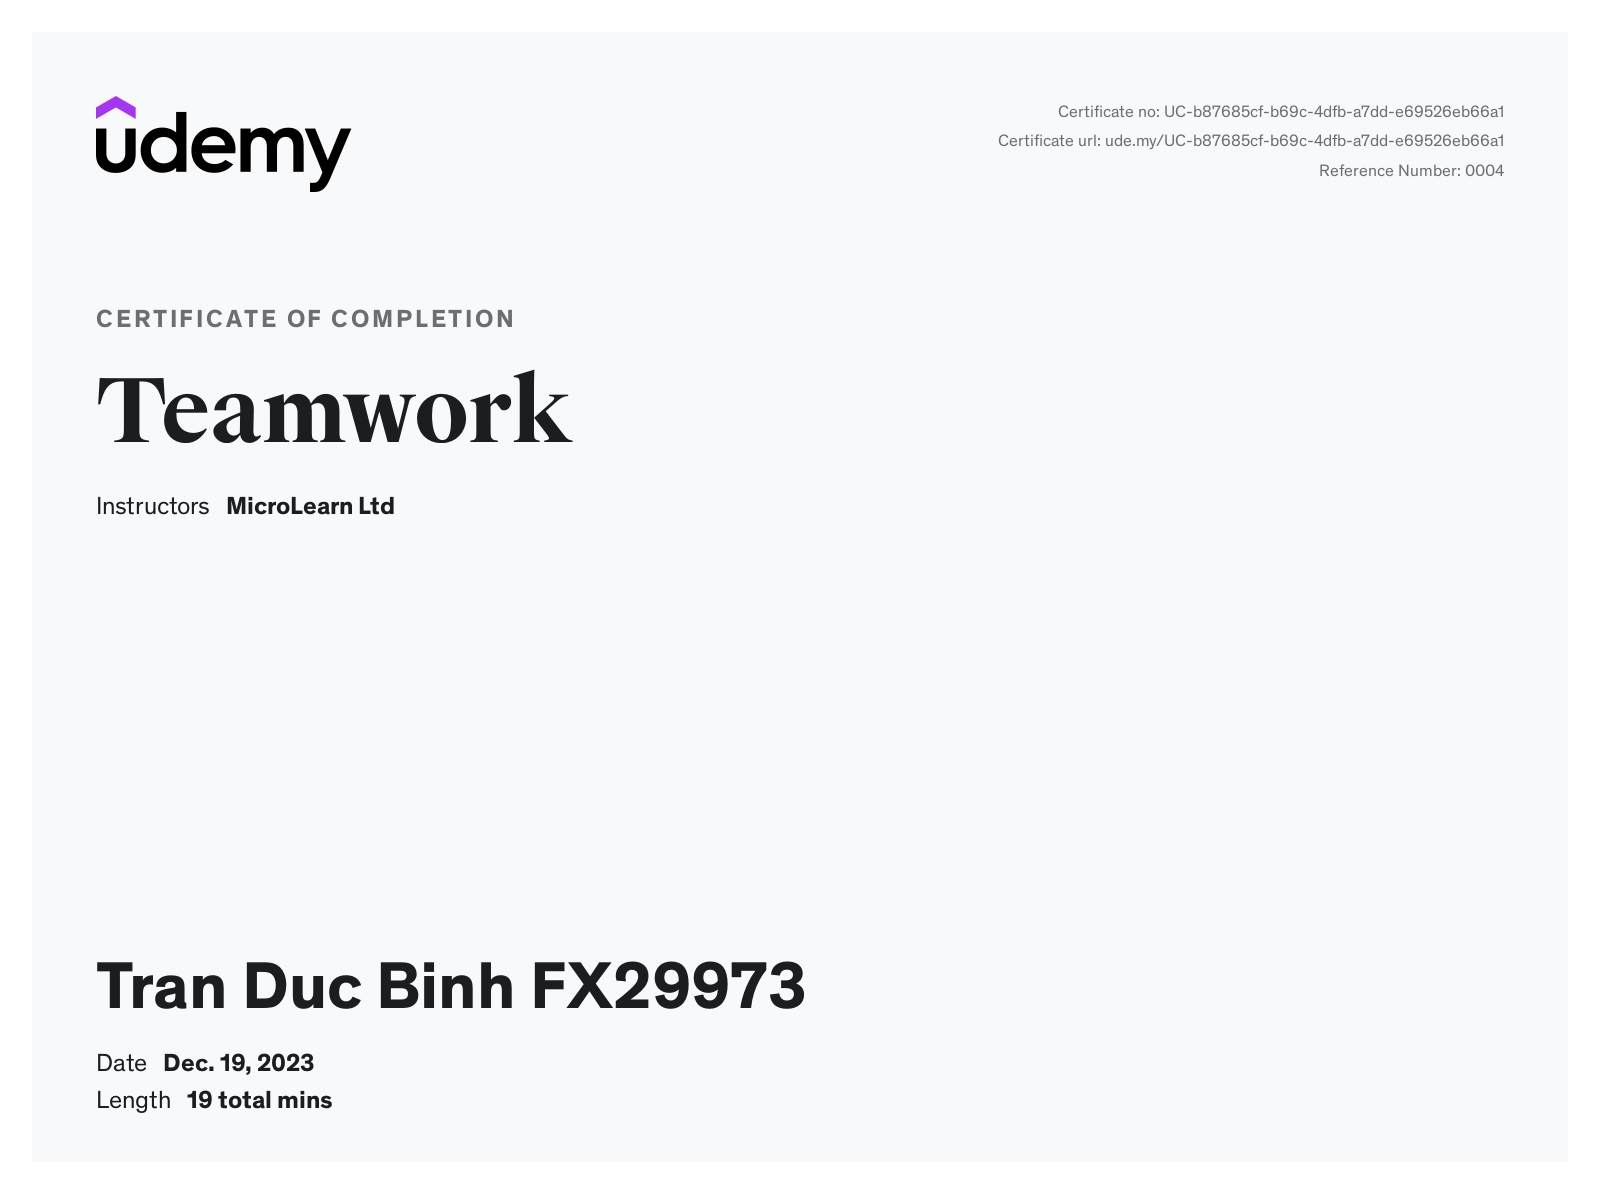 udemy
Certificate no: UC-b87685cf-b69c-4dfb-a7dd-e69526eb66a1
Certificate url: ude.my/UC-b87685cf-b69c-4dfb-a7dd-e69526eb66a1
Reference Number: 0004
CERTIFICATE OF COMPLETION
Teamwork
Instructors MicroLearn Ltd
Tran Duc Binh FX29973
Date Dec. 19, 2023
Length 19 total mins